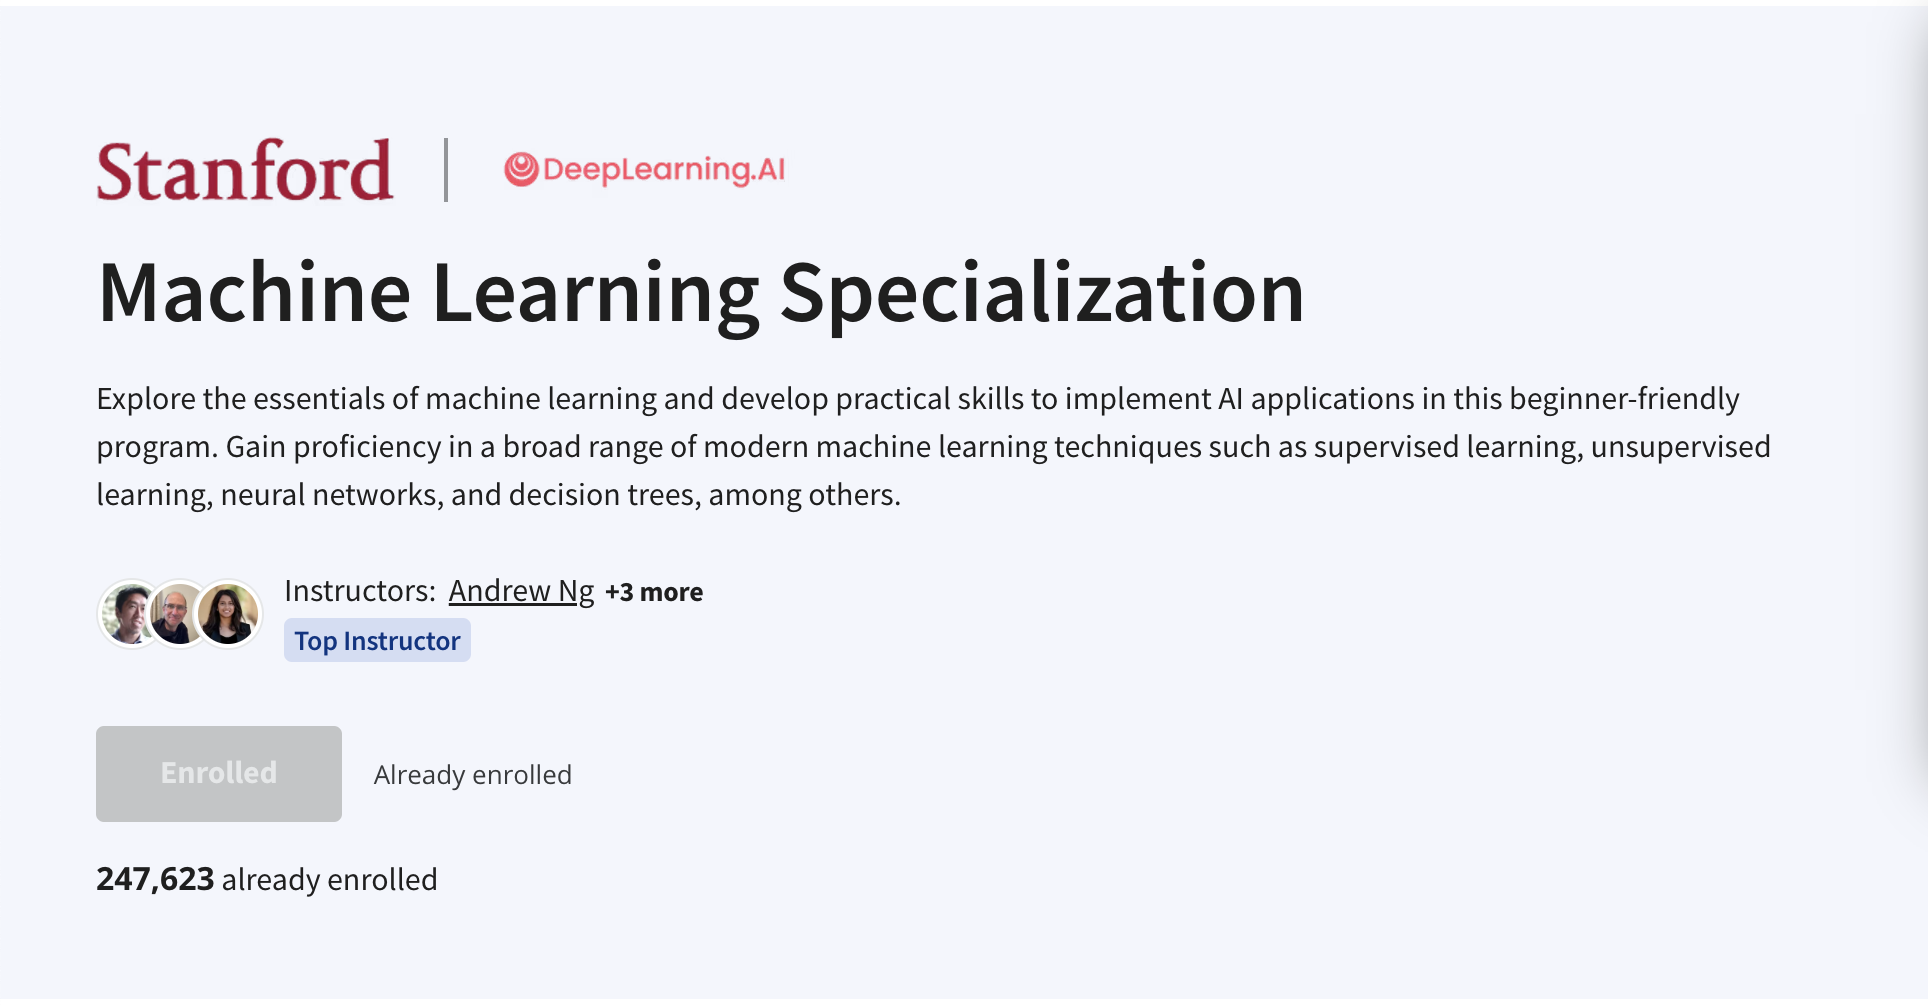 Stanford
DeepLearning.AI
Machine Learning Specialization
Explore the essentials of machine learning and develop practical skills to implement AI applications in this beginner-friendly
program. Gain proficiency in a broad range of modern machine learning techniques such as supervised learning, unsupervised
learning, neural networks, and decision trees, among others.
Instructors: Andrew Ng +3 more
Top Instructor
Enrolled
Already enrolled
247,623 already enrolled